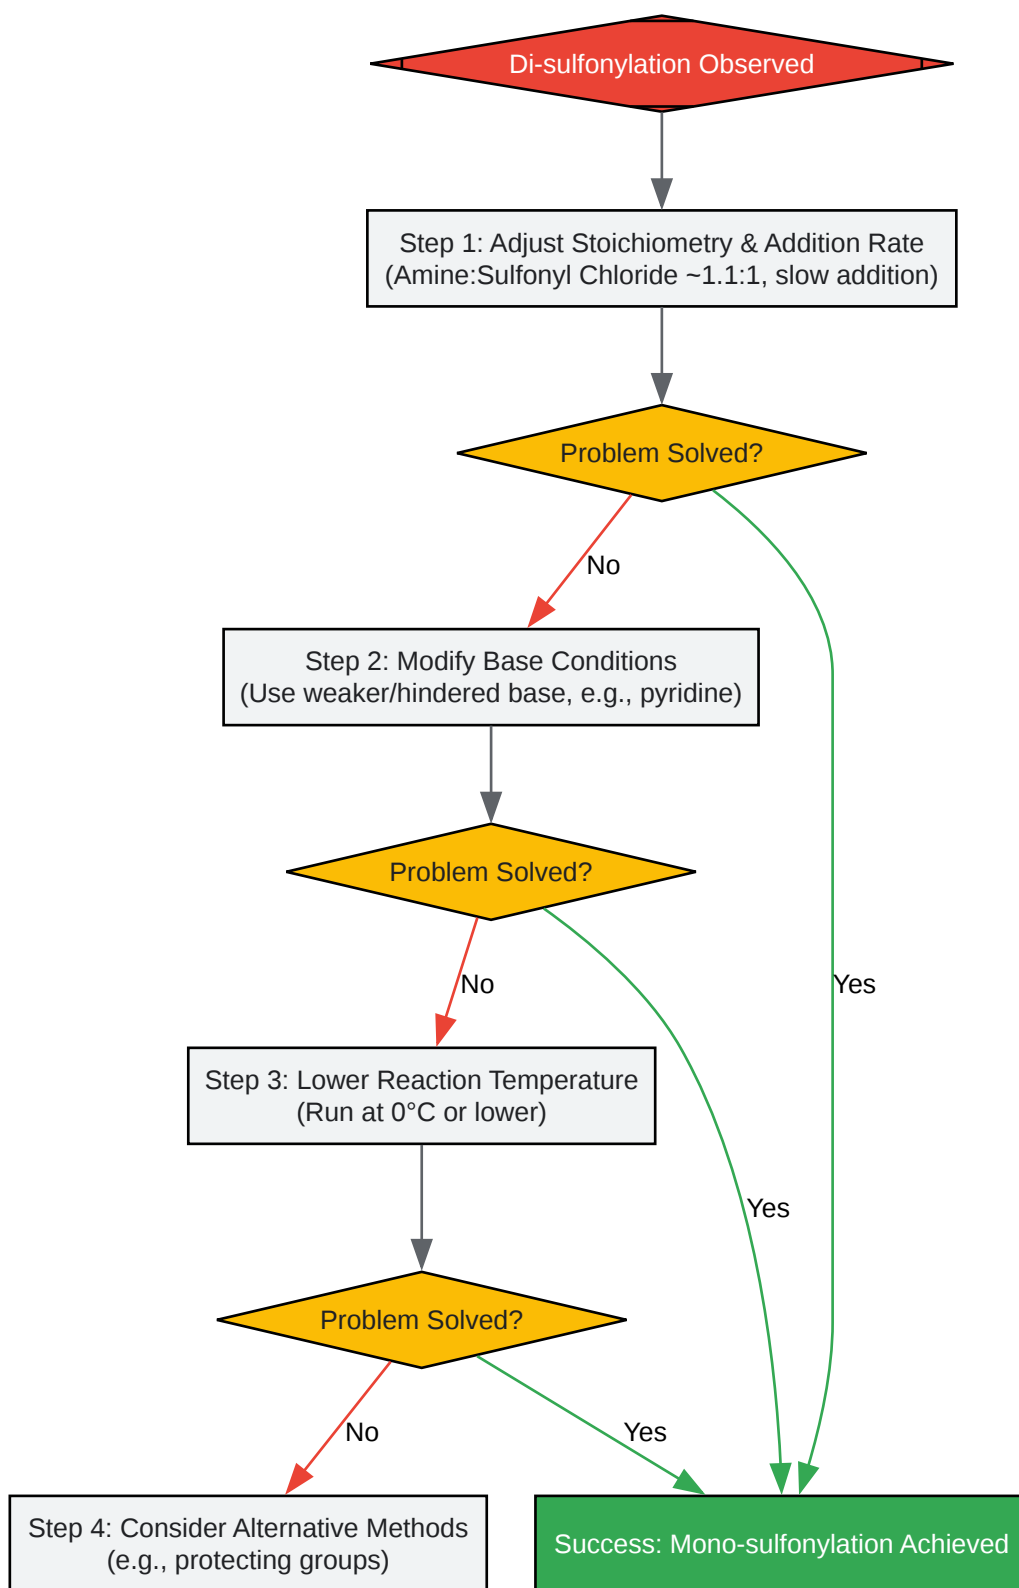 Di-sulfonylation Observed
Step 1: Adjust Stoichiometry & Addition Rate
(Amine:Sulfonyl Chloride ~1.1:1, slow addition)
Problem Solved?
No
Step 2: Modify Base Conditions
(Use weaker/hindered base, e.g., pyridine)
Problem Solved?
No
Yes
Step 3: Lower Reaction Temperature
(Run at 0°C or lower)
Yes
Problem Solved?
No
Yes
Step 4: Consider Alternative Methods
(e.g., protecting groups)
Success: Mono-sulfonylation Achieved